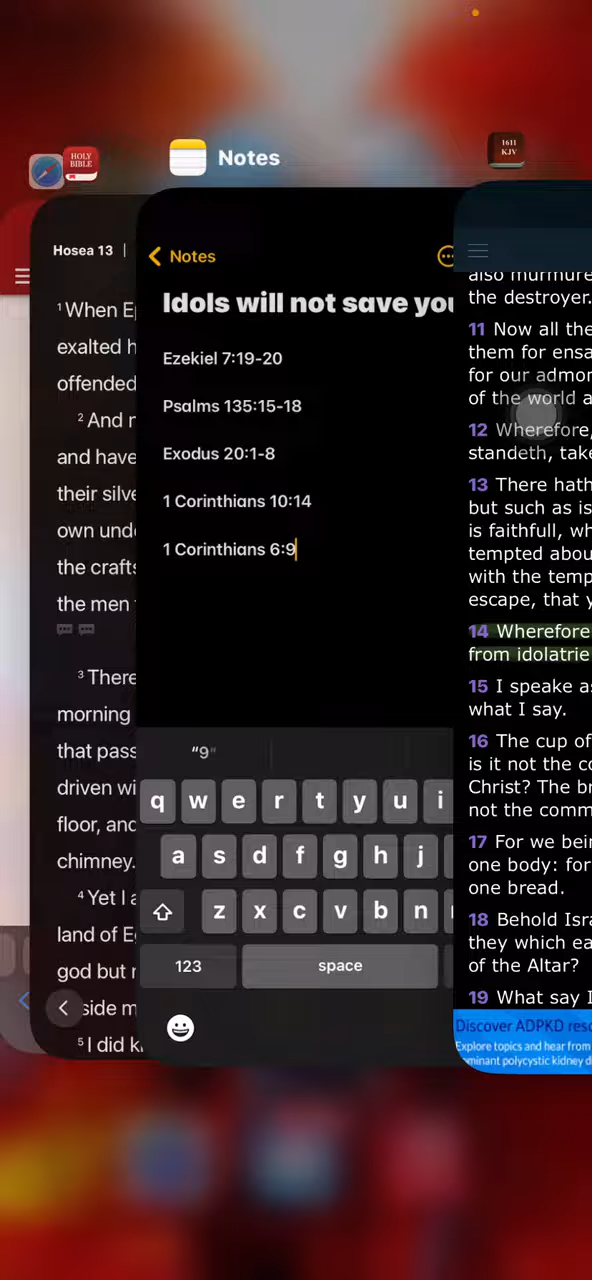 HOLY
BIBLE
Notes
1611
KJV
Hosea 13 |
1 When
exalted
offended
2 And
and have
their silve
own und
the crafts
the men
3 There
morning
that pass
driven wi
floor, and
chimney.
4 Yet I
land of
god but
side m
5 I did
Notes
Idols will not save you
Ezekiel 7:19-20
Psalms 135:15-18
Exodus 20:1-8
1 Corinthians 10:14
1 Corinthians 6:9
"9"
q w e r t y u i
a s d f g h j
z x c v b n
123 space
also murmure
the destroyer.
11 Now all the
them for ensa
for our admor
of the world a
12 Wherefore,
standeth, take
13 There hath
but such as is
is faithfull, wh
tempted abou
with the temp
escape, that y
14 Wherefore
from idolatrie
15 I speake as
what I say.
16 The cup of
is it not the co
Christ? The br
not the comm
17 For we bein
one body: for
one bread.
18 Behold Isra
they which ea
of the Altar?
19 What say I
Discover ADPKD reso
Explore topics and hear from
ominant polycystic kidney d